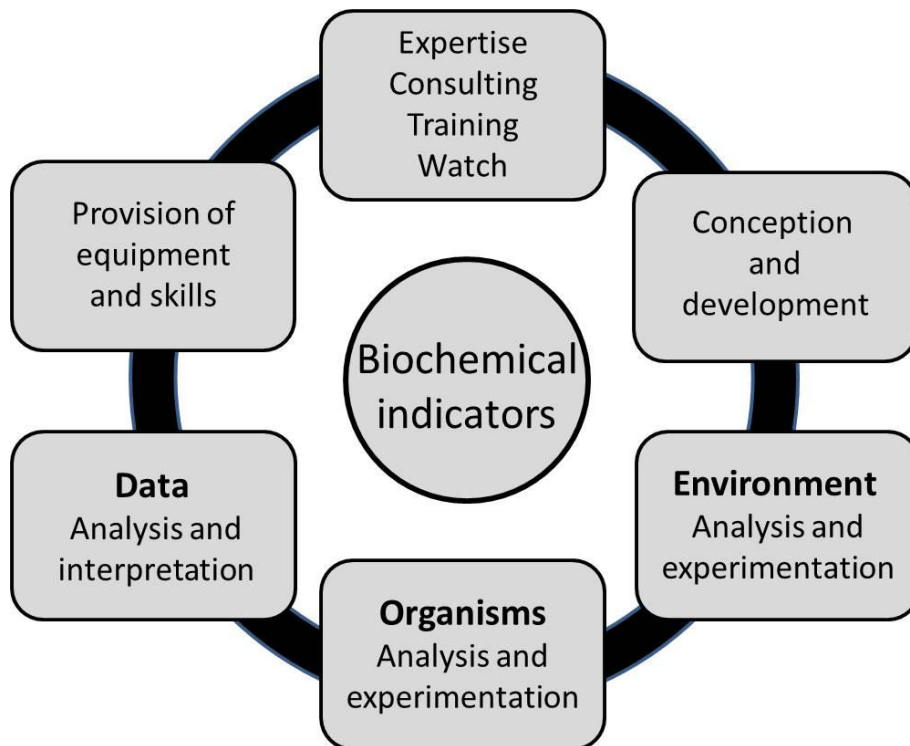 Expertise
Consulting
Training
Watch
Provision of
equipment
and skills
Conception
and
development
Biochemical
indicators
Data
Analysis and
interpretation
Environment
Analysis and
experimentation
Organisms
Analysis and
experimentation